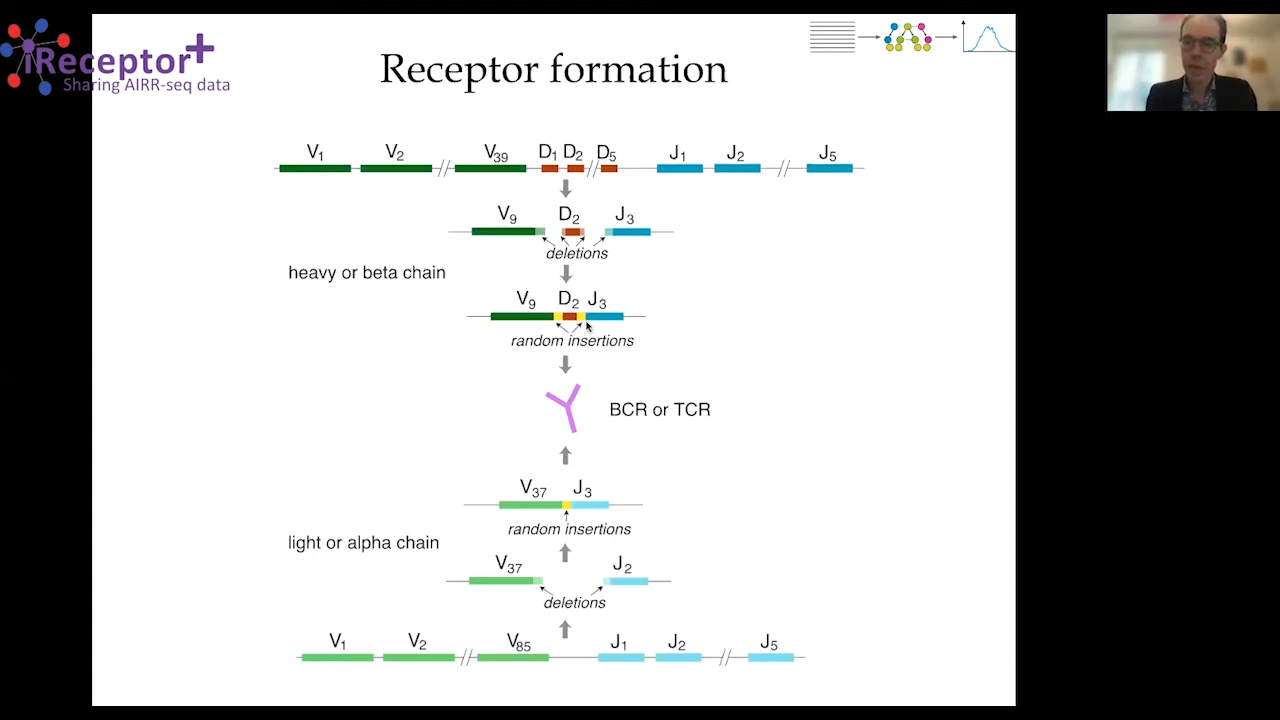 iReceptor+
Sharing AIRR-seq data
Receptor formation
V1 V2 V39 D1 D2 D5 J1 J2 J5
V9 D2 J3
deletions
heavy or beta chain
V9 D2 J3
random insertions
BCR or TCR
V37 J3
random insertions
light or alpha chain
V37 J2
deletions
V1 V2 V85 J1 J2 J5